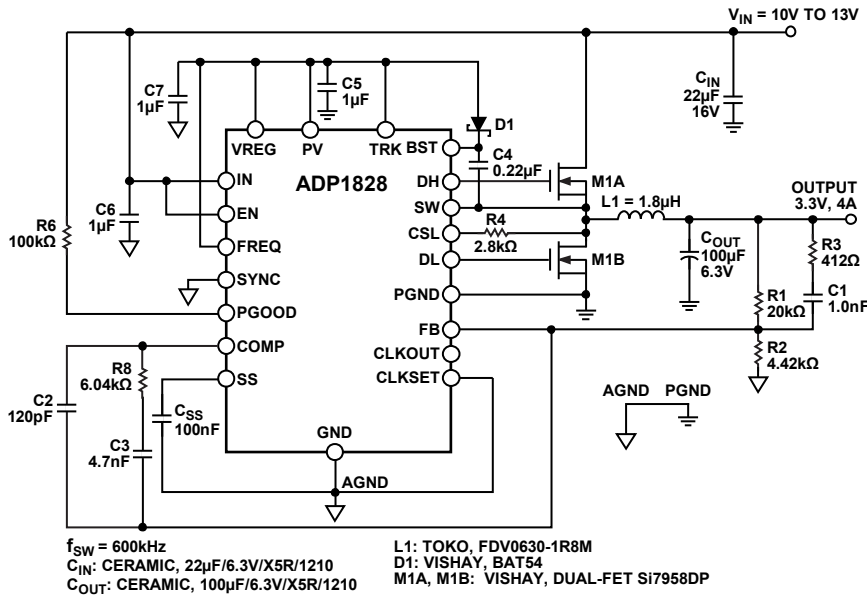 V_IN = 10V TO 13V
C7
1µF
C5
1µF
C_IN
22µF
16V
D1
VREG
PV
TRK
BST
ADP1828
C4
0.22µF
IN
DH
M1A
EN
SW
L1 = 1.8µH
OUTPUT
3.3V, 4A
C6
1µF
R6
100kΩ
FREQ
CSL
R4
2.8kΩ
SYNC
DL
M1B
C_OUT
100µF
6.3V
R3
412Ω
PGOOD
PGND
R1
20kΩ
C1
1.0nF
COMP
FB
R8
6.04kΩ
CLKOUT
R2
4.42kΩ
SS
CLKSET
C2
120pF
C_SS
100nF
AGND PGND
C3
4.7nF
GND
AGND
f_SW = 600kHz
C_IN: CERAMIC, 22µF/6.3V/X5R/1210
C_OUT: CERAMIC, 100µF/6.3V/X5R/1210
L1: TOKO, FDV0630-1R8M
D1: VISHAY, BAT54
M1A, M1B: VISHAY, DUAL-FET Si7958DP